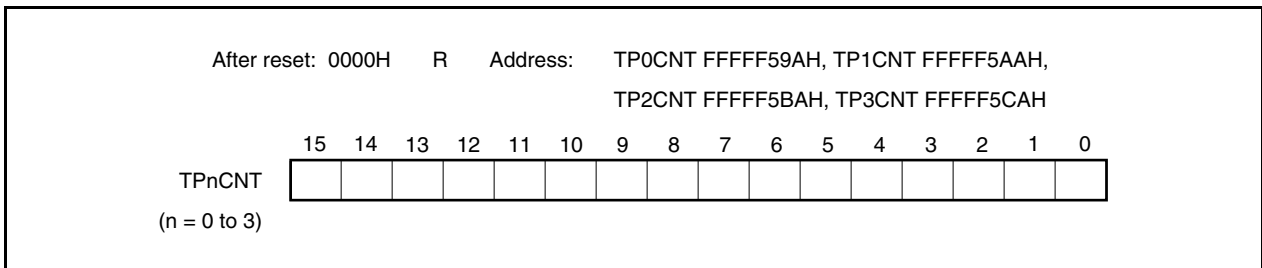 After reset: 0000H R Address: TP0CNT FFFFF59AH, TP1CNT FFFFF5AAH,
TP2CNT FFFFF5BAH, TP3CNT FFFFF5CAH
15 14 13 12 11 10 9 8 7 6 5 4 3 2 1 0
TPnCNT
(n = 0 to 3)